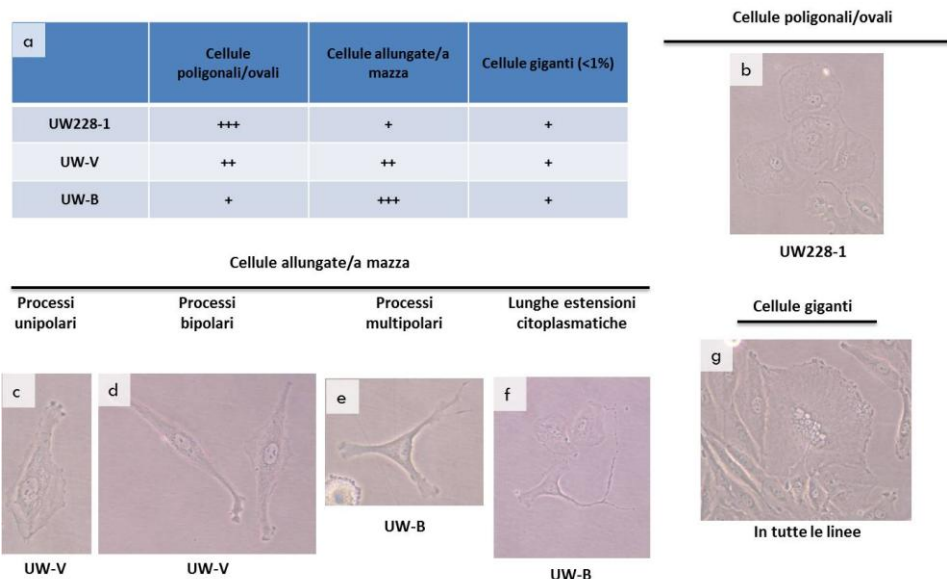 a
Cellule
poligonali/ovali
Cellule allungate/a
mazza
Cellule giganti (<1%)
UW228-1
+++
+
+
UW-V
++
++
+
UW-B
+
+++
+
Cellule poligonali/ovali
b
UW228-1
Cellule allungate/a mazza
Processi
unipolari
Processi
bipolari
Processi
multipolari
Lunghe estensioni
citoplasmatiche
c
UW-V
d
UW-V
e
UW-B
f
UW-B
Cellule giganti
g
In tutte le linee